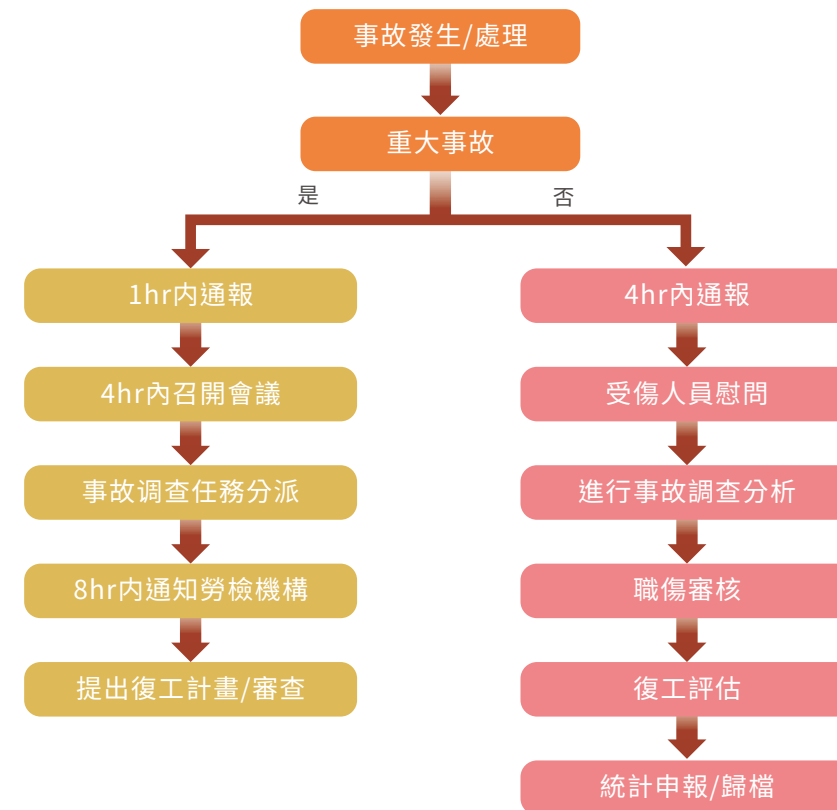 事故發生/處理
重大事故
是
否
1hr内通報
4hr內召開會議
事故调查任務分派
8hr内通知勞檢機構
提出復工計畫/審查
4hr內通報
受傷人員慰問
進行事故調查分析
職傷審核
復工評估
統計申報/歸檔